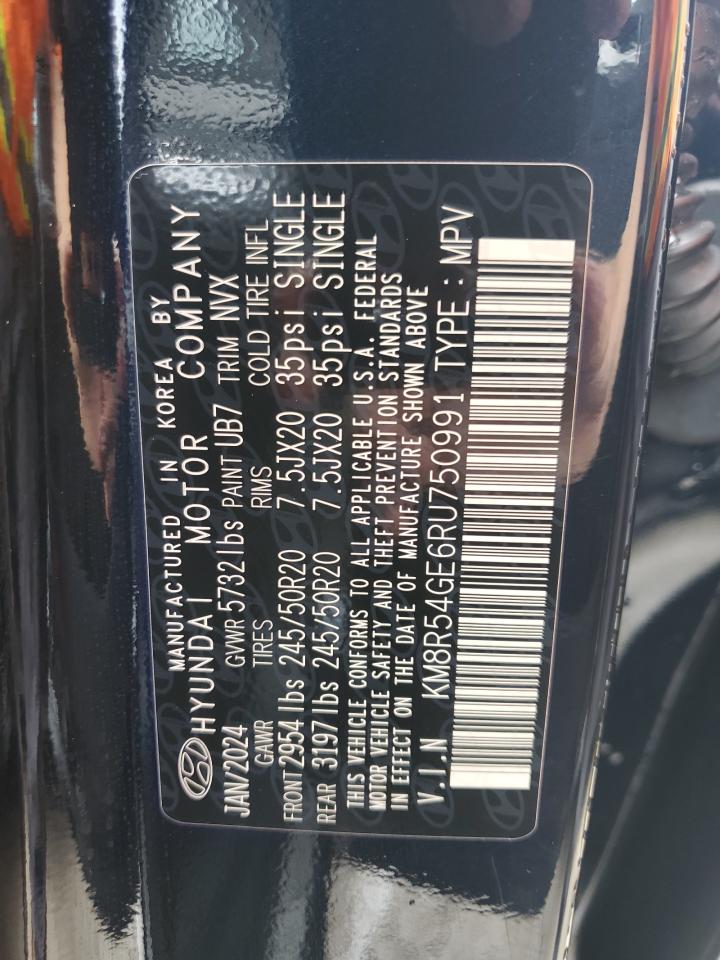 MANUFACTURED IN KOREA BY
HYUNDAI MOTOR COMPANY
JAN/2024 GVWR 5732lbs PAINT UB7 TRIM NVX
GAWR TIRES RIMS COLD TIRE INFL
FRONT 2954lbs 245/50R20 7.5JX20 35psi SINGLE
REAR 3197lbs 245/50R20 7.5JX20 35psi SINGLE
THIS VEHICLE CONFORMS TO ALL APPLICABLE U.S.A. FEDERAL
MOTOR VEHICLE SAFETY AND THEFT PREVENTION STANDARDS
IN EFFECT ON THE DATE OF MANUFACTURE SHOWN ABOVE
V.I.N KM8R54GE6RU750991 TYPE : MPV